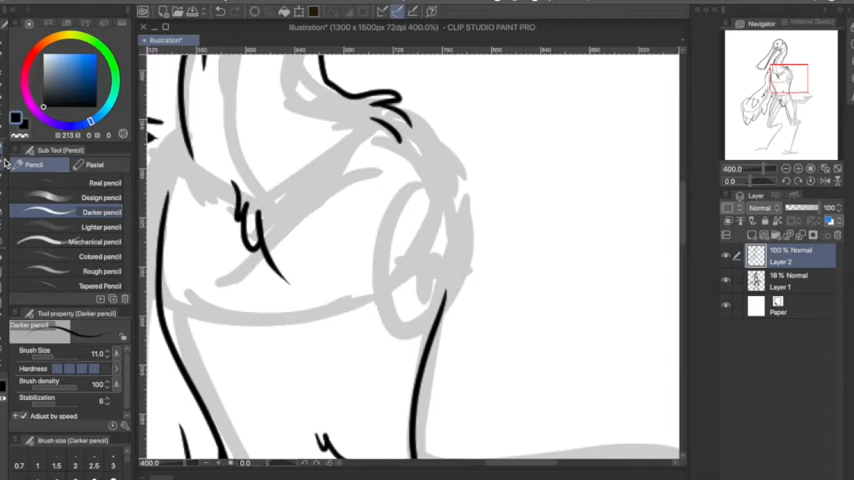 Illustration* (1300 x 1500px 72dpi 400.0%) - CLIP STUDIO PAINT PRO
Illustration*
Navigator
213 0 0
Sub Tool [Pencil]
Pencil
Pastel
Real pencil
Design pencil
Darker pencil
Lighter pencil
Mechanical pencil
Colored pencil
Rough pencil
Tapered Pencil
Tool property [Darker pencil]
Darker pencil
Brush Size 11.0
Hardness
Brush density 100
Stabilization 6
Adjust by speed
Brush size [Darker pencil]
0.7 1 1.5 2 2.5 3
400.0 0.0
400.0
0.0
Layer
Normal 100
100 % Normal
Layer 2
18 % Normal
Layer 1
Paper